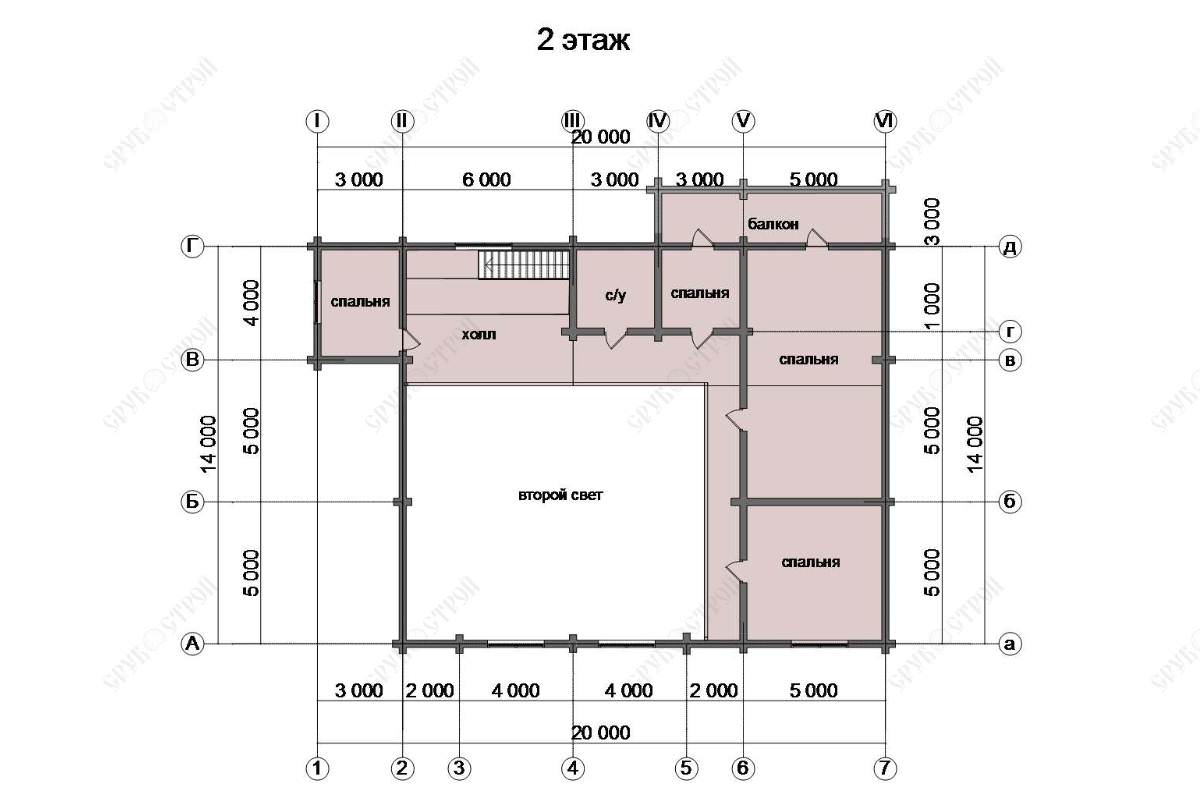 2 этаж
I II III IV V VI
20 000
3 000 6 000 3 000 3 000 5 000
балкон
3 000
Г
д
4 000
спальня
с/у
спальня
1 000
холл
г
В
спальня
в
14 000
5 000
5 000
14 000
второй свет
Б
б
5 000
спальня
5 000
А
а
3 000 2 000 4 000 4 000 2 000 5 000
20 000
1 2 3 4 5 6 7